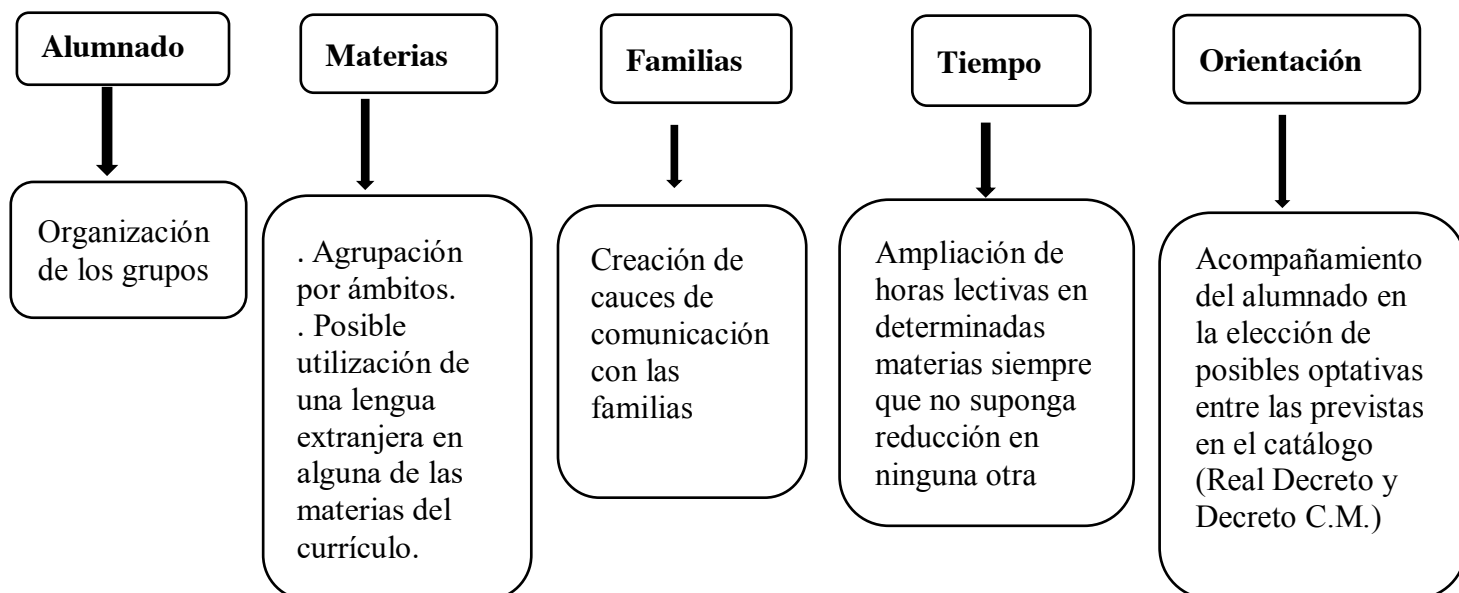 Alumnado
Organización
de los grupos
Materias
. Agrupación
por ámbitos.
. Posible
utilización de
una lengua
extranjera en
alguna de las
materias del
currículo.
Familias
Creación de
cauces de
comunicación
con las
familias
Tiempo
Ampliación de
horas lectivas en
determinadas
materias siempre
que no suponga
reducción en
ninguna otra
Orientación
Acompañamiento
del alumnado en
la elección de
posibles optativas
entre las previstas
en el catálogo
(Real Decreto y
Decreto C.M.)